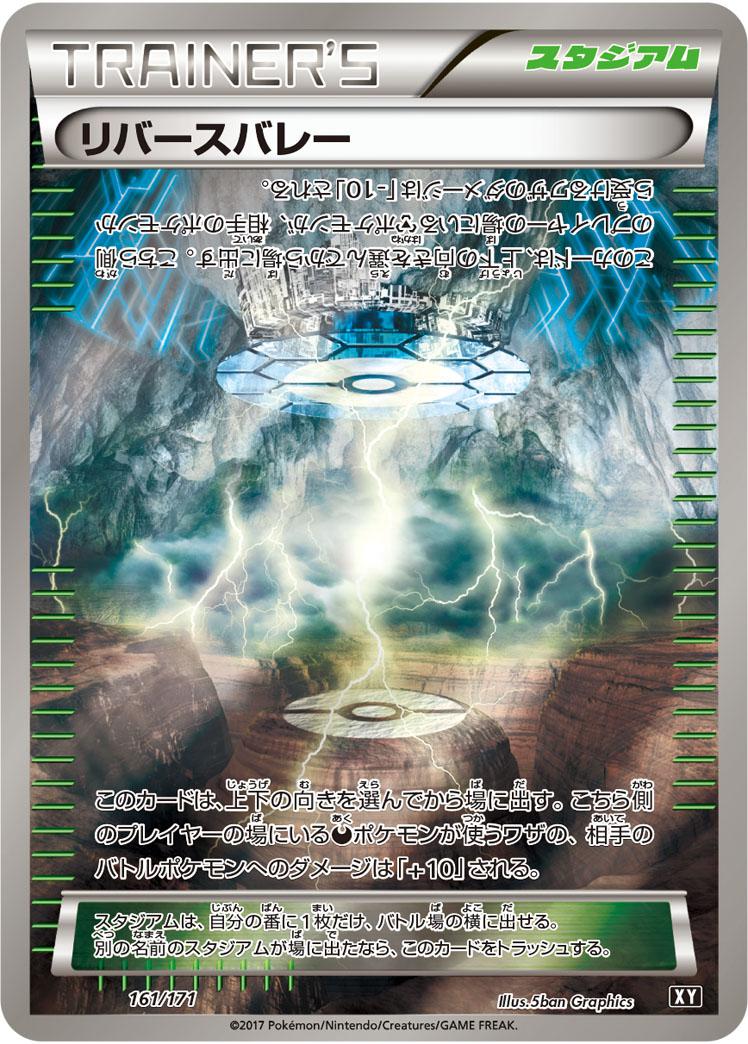 TRAINER'S
スタジアム
リバースバレー
このカードは、上下の向きを選んでから場に出す。こちら側
のプレイヤーの場にいるポケモンが、相手のポケモンか
ら受けるワザのダメージは「-10」される。
このカードは、上下の向きを選んでから場に出す。こちら側
のプレイヤーの場にいるポケモンが使うワザの、相手の
バトルポケモンへのダメージは「+10」される。
スタジアムは、自分の番に1枚だけ、バトル場の横に出せる。
別の名前のスタジアムが場に出たなら、このカードをトラッシュする。
161/171
Illus.5ban Graphics
XY
©2017 Pokémon/Nintendo/Creatures/GAME FREAK.